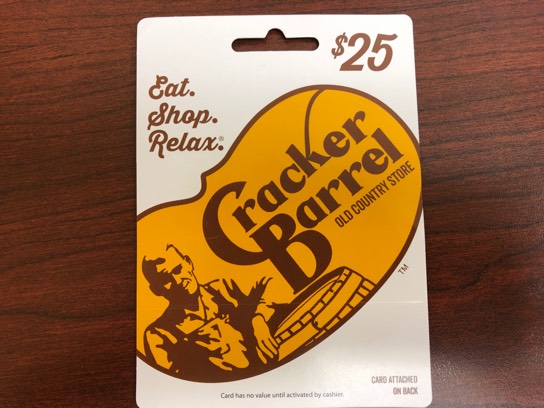 $25
Eat.
Shop.
Relax.®
Cracker
Barrel
OLD COUNTRY STORE
TM
CARD ATTACHED
ON BACK
Card has no value until activated by cashier.